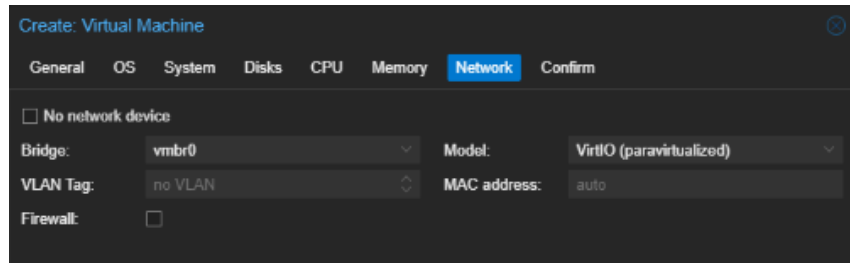 Create: Virtual Machine
General OS System Disks CPU Memory Network Confirm
No network device
Bridge: vmbr0 Model: VirtIO (paravirtualized)
VLAN Tag: no VLAN MAC address: auto
Firewall: